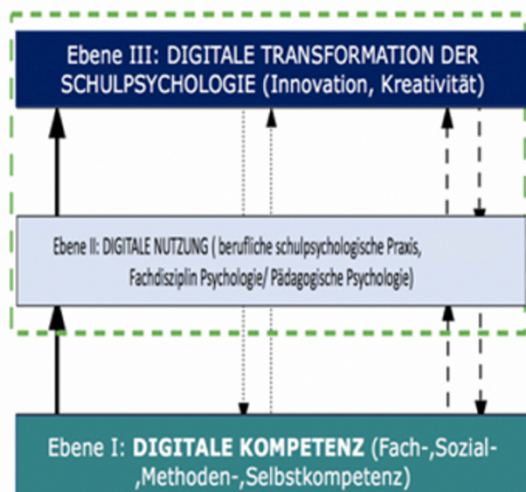 Ebene III: DIGITALE TRANSFORMATION DER
SCHULPSYCHOLOGIE (Innovation, Kreativität)
Ebene II: DIGITALE NUTZUNG ( berufliche schulpsychologische Praxis,
Fachdisziplin Psychologie/ Pädagogische Psychologie)
Ebene I: DIGITALE KOMPETENZ (Fach-,Sozial-
,Methoden-,Selbstkompetenz)